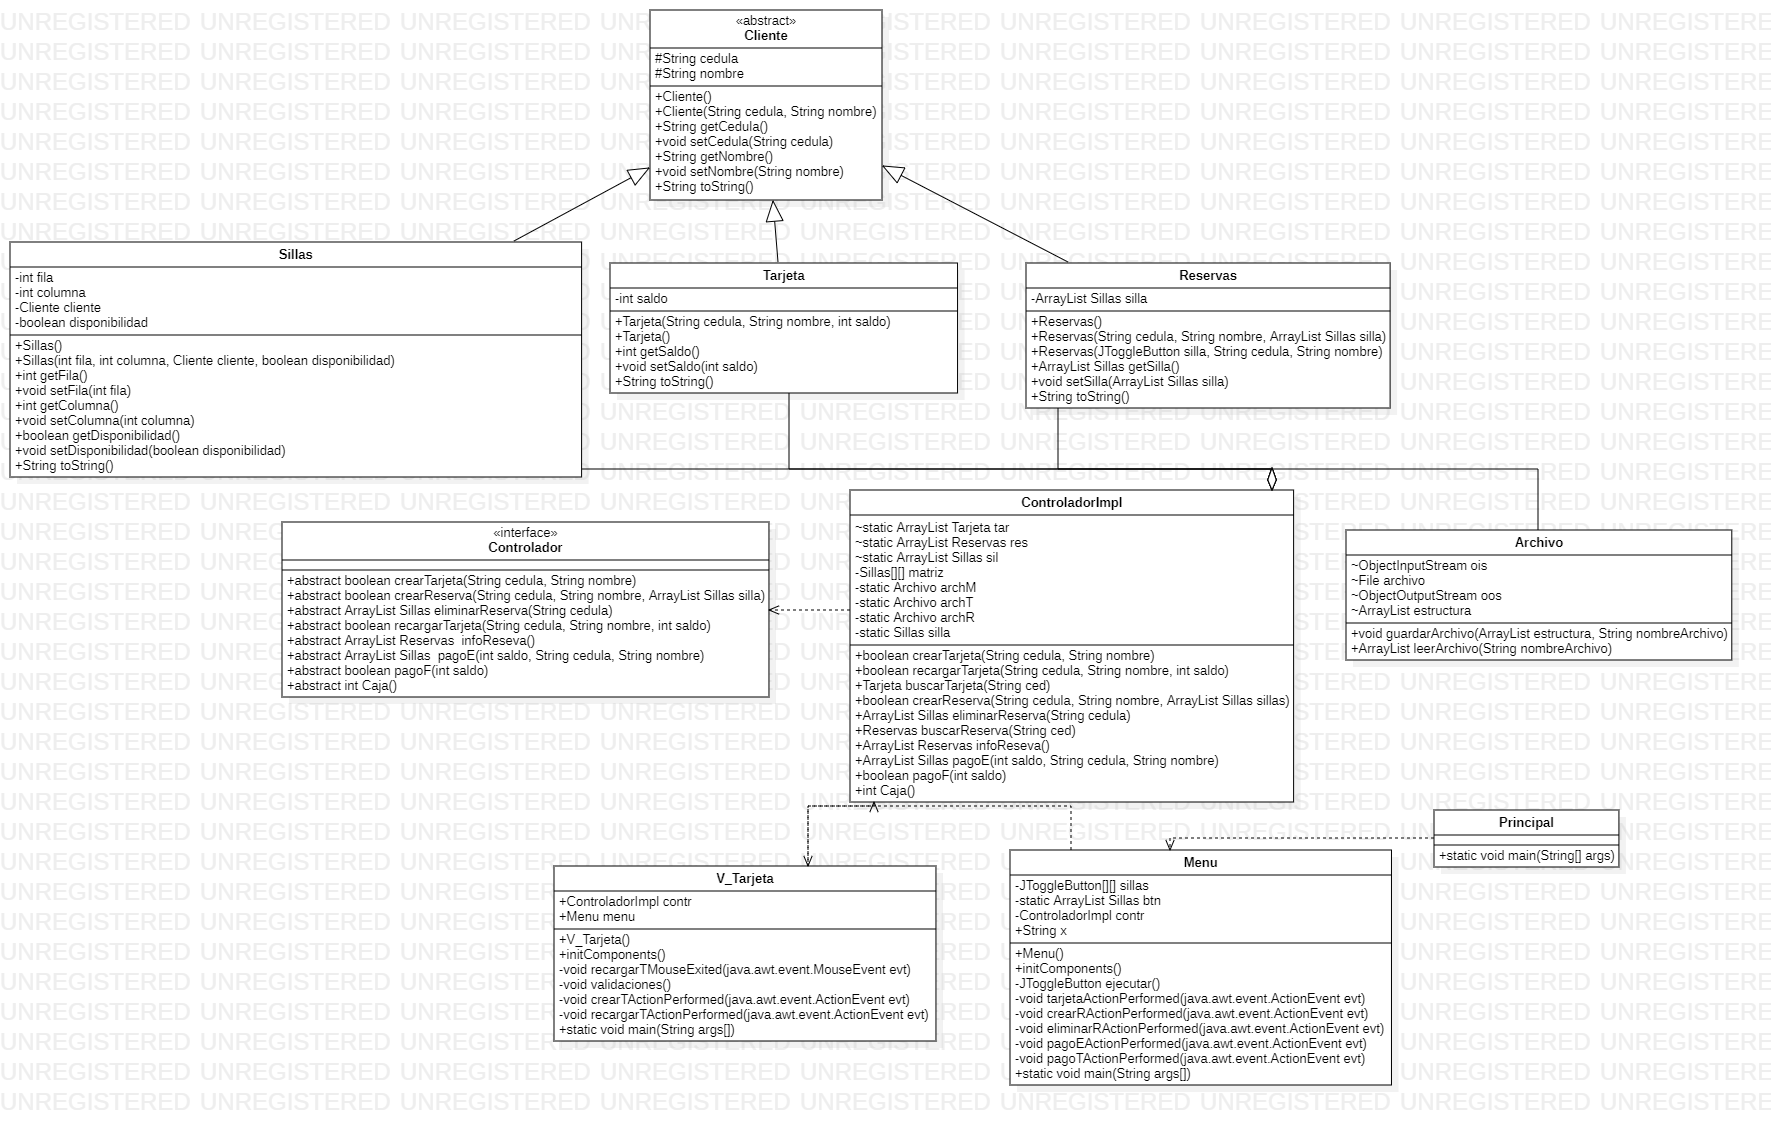 «abstract»
Cliente
#String cedula
#String nombre
+Cliente()
+Cliente(String cedula, String nombre)
+String getCedula()
+void setCedula(String cedula)
+String getNombre()
+void setNombre(String nombre)
+String toString()
Sillas
-int fila
-int columna
-Cliente cliente
-boolean disponibilidad
+Sillas()
+Sillas(int fila, int columna, Cliente cliente, boolean disponibilidad)
+int getFila()
+void setFila(int fila)
+int getColumna()
+void setColumna(int columna)
+boolean getDisponibilidad()
+void setDisponibilidad(boolean disponibilidad)
+String toString()
Tarjeta
-int saldo
+Tarjeta(String cedula, String nombre, int saldo)
+Tarjeta()
+int getSaldo()
+void setSaldo(int saldo)
+String toString()
Reservas
-ArrayList Sillas silla
+Reservas()
+Reservas(String cedula, String nombre, ArrayList Sillas silla)
+Reservas(JToggleButton silla, String cedula, String nombre)
+ArrayList Sillas getSilla()
+void setSilla(ArrayList Sillas silla)
+String toString()
«interface»
Controlador
+abstract boolean crearTarjeta(String cedula, String nombre)
+abstract boolean crearReserva(String cedula, String nombre, ArrayList Sillas silla)
+abstract ArrayList Sillas eliminarReserva(String cedula)
+abstract boolean recargarTarjeta(String cedula, String nombre, int saldo)
+abstract ArrayList Reservas  infoReseva()
+abstract ArrayList Sillas  pagoE(int saldo, String cedula, String nombre)
+abstract boolean pagoF(int saldo)
+abstract int Caja()
ControladorImpl
~static ArrayList Tarjeta tar
~static ArrayList Reservas res
~static ArrayList Sillas sil
-Sillas[][] matriz
-static Archivo archM
-static Archivo archT
-static Archivo archR
-static Sillas silla
+boolean crearTarjeta(String cedula, String nombre)
+boolean recargarTarjeta(String cedula, String nombre, int saldo)
+Tarjeta buscarTarjeta(String ced)
+boolean crearReserva(String cedula, String nombre, ArrayList Sillas sillas)
+ArrayList Sillas eliminarReserva(String cedula)
+Reservas buscarReserva(String ced)
+ArrayList Reservas infoReseva()
+ArrayList Sillas pagoE(int saldo, String cedula, String nombre)
+boolean pagoF(int saldo)
+int Caja()
Archivo
~ObjectInputStream ois
~File archivo
~ObjectOutputStream oos
~ArrayList estructura
+void guardarArchivo(ArrayList estructura, String nombreArchivo)
+ArrayList leerArchivo(String nombreArchivo)
Principal
+static void main(String[] args)
V_Tarjeta
+ControladorImpl contr
+Menu menu
+V_Tarjeta()
+initComponents()
-void recargarTMouseExited(java.awt.event.MouseEvent evt)
-void validaciones()
-void crearTActionPerformed(java.awt.event.ActionEvent evt)
-void recargarTActionPerformed(java.awt.event.ActionEvent evt)
+static void main(String args[])
Menu
-JToggleButton[][] sillas
-static ArrayList Sillas btn
-ControladorImpl contr
+String x
+Menu()
+initComponents()
-JToggleButton ejecutar()
-void tarjetaActionPerformed(java.awt.event.ActionEvent evt)
-void crearRActionPerformed(java.awt.event.ActionEvent evt)
-void eliminarRActionPerformed(java.awt.event.ActionEvent evt)
-void pagoEActionPerformed(java.awt.event.ActionEvent evt)
-void pagoTActionPerformed(java.awt.event.ActionEvent evt)
+static void main(String args[])
UNREGISTERED